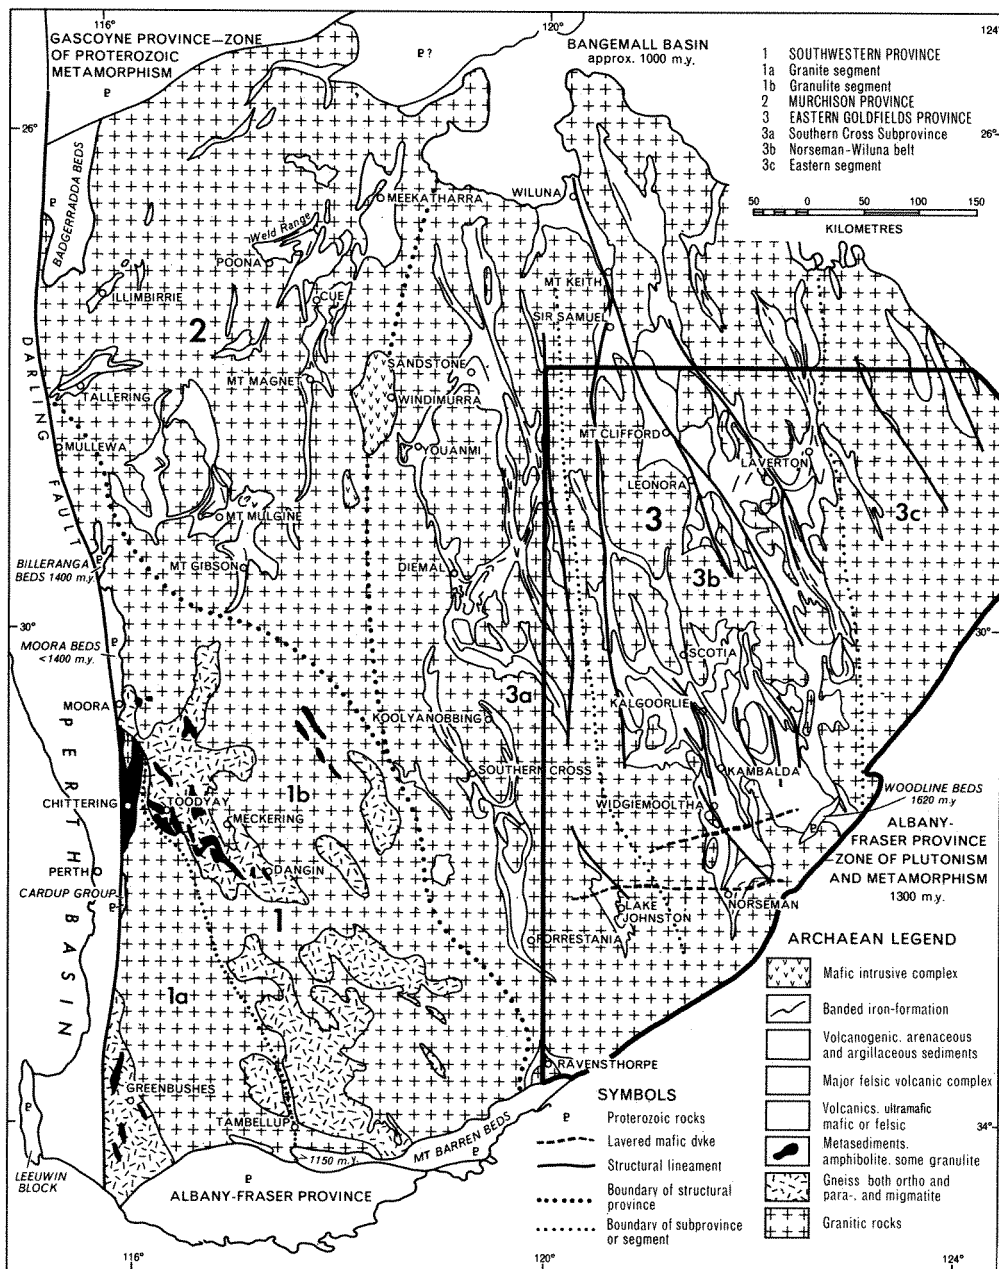 116°
120°
124°
GASCOYNE PROVINCE—ZONE
OF PROTEROZOIC
METAMORPHISM
P
P?
BANGEMALL BASIN
approx. 1000 m.y.
1 SOUTHWESTERN PROVINCE
1a Granite segment
1b Granulite segment
2 MURCHISON PROVINCE
3 EASTERN GOLDFIELDS PROVINCE
3a Southern Cross Subprovince
3b Norseman-Wiluna belt
3c Eastern segment
26°
26°
50 0 50 100 150
KILOMETRES
BADGERRADDA BEDS
P
MEEKATHARRA
WILUNA
Weld Range
POONA
MT KEITH
ILLIMBIRRIE
CUE
SIR SAMUEL
2
DARLING FAULT
SANDSTONE
MT MAGNET
TALLERING
WINDIMURRA
MULLEWA
YOUANMI
MT CLIFFORD
LAVERTON
LEONORA
3
3c
MT MULGINE
BILLERANGA
BEDS 1400 m.y.
P
MT GIBSON
DIEMAL
3b
30°
30°
MOORA BEDS
<1400 m.y.
P
SCOTIA
3a
MOORA
KOOLYANOBBING
KALGOORLIE
PERTH BASIN
SOUTHERN CROSS
KAMBALDA
CHITTERING
TOODYAY
1b
MECKERING
WIDGIEMOOLTHA
WOODLINE BEDS
1620 m.y
P
PERTH
DANGIN
ALBANY-
FRASER PROVINCE
—ZONE OF PLUTONISM
AND METAMORPHISM
1300 m.y.
CARDUP GROUP
P
1
LAKE
JOHNSTON
NORSEMAN
FORRESTANIA
1a
ARCHAEAN LEGEND
Mafic intrusive complex
Banded iron-formation
Volcanogenic. arenaceous
and argillaceous sediments
Major felsic volcanic complex
Volcanics. ultramafic
mafic or felsic
Metasediments.
amphibolite. some granulite
Gneiss both ortho and
para-. and migmatite
Granitic rocks
RAVENSTHORPE
SYMBOLS
P Proterozoic rocks
Layered mafic dyke
Structural lineament
Boundary of structural
province
Boundary of subprovince
or segment
GREENBUSHES
P
TAMBELLUP
MT BARREN BEDS
P
>1150 m.y.
34°
LEEUWIN
BLOCK
P
ALBANY-FRASER PROVINCE
116°
120°
124°